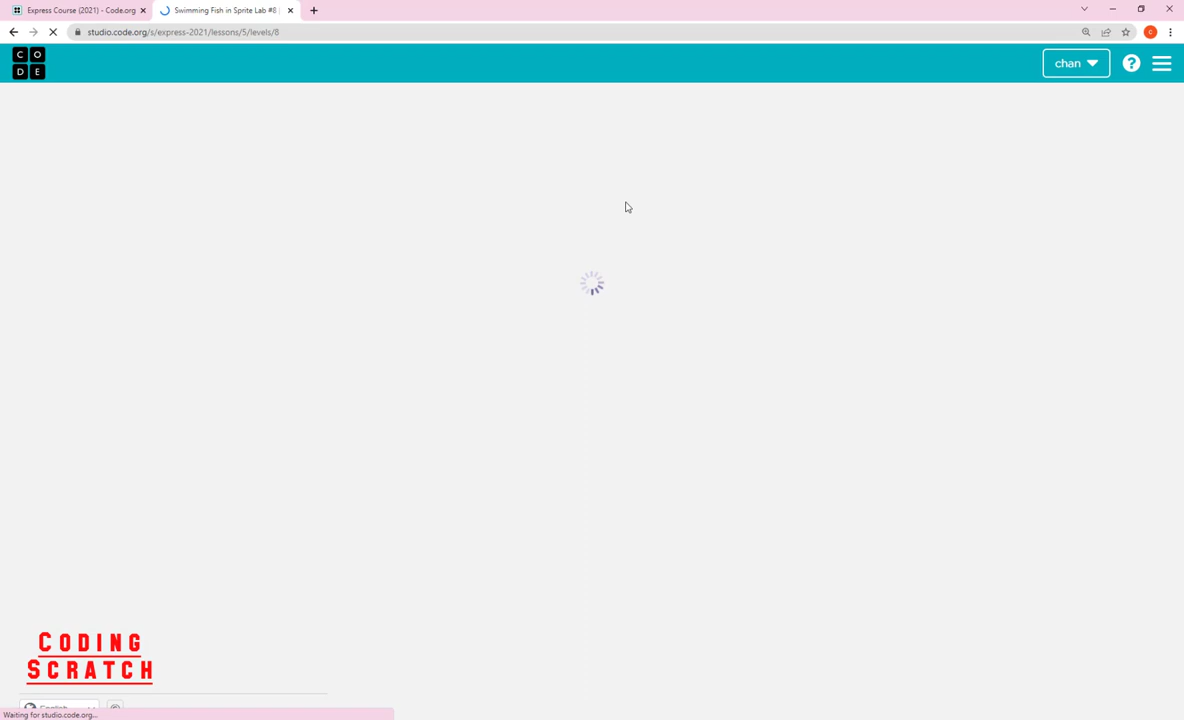 Express Course (2021) - Code.org
Swimming Fish in Sprite Lab #8
studio.code.org/s/express-2021/lessons/5/levels/8
C
C O
D E
chan
?
CODING
SCRATCH
English
Waiting for studio.code.org...